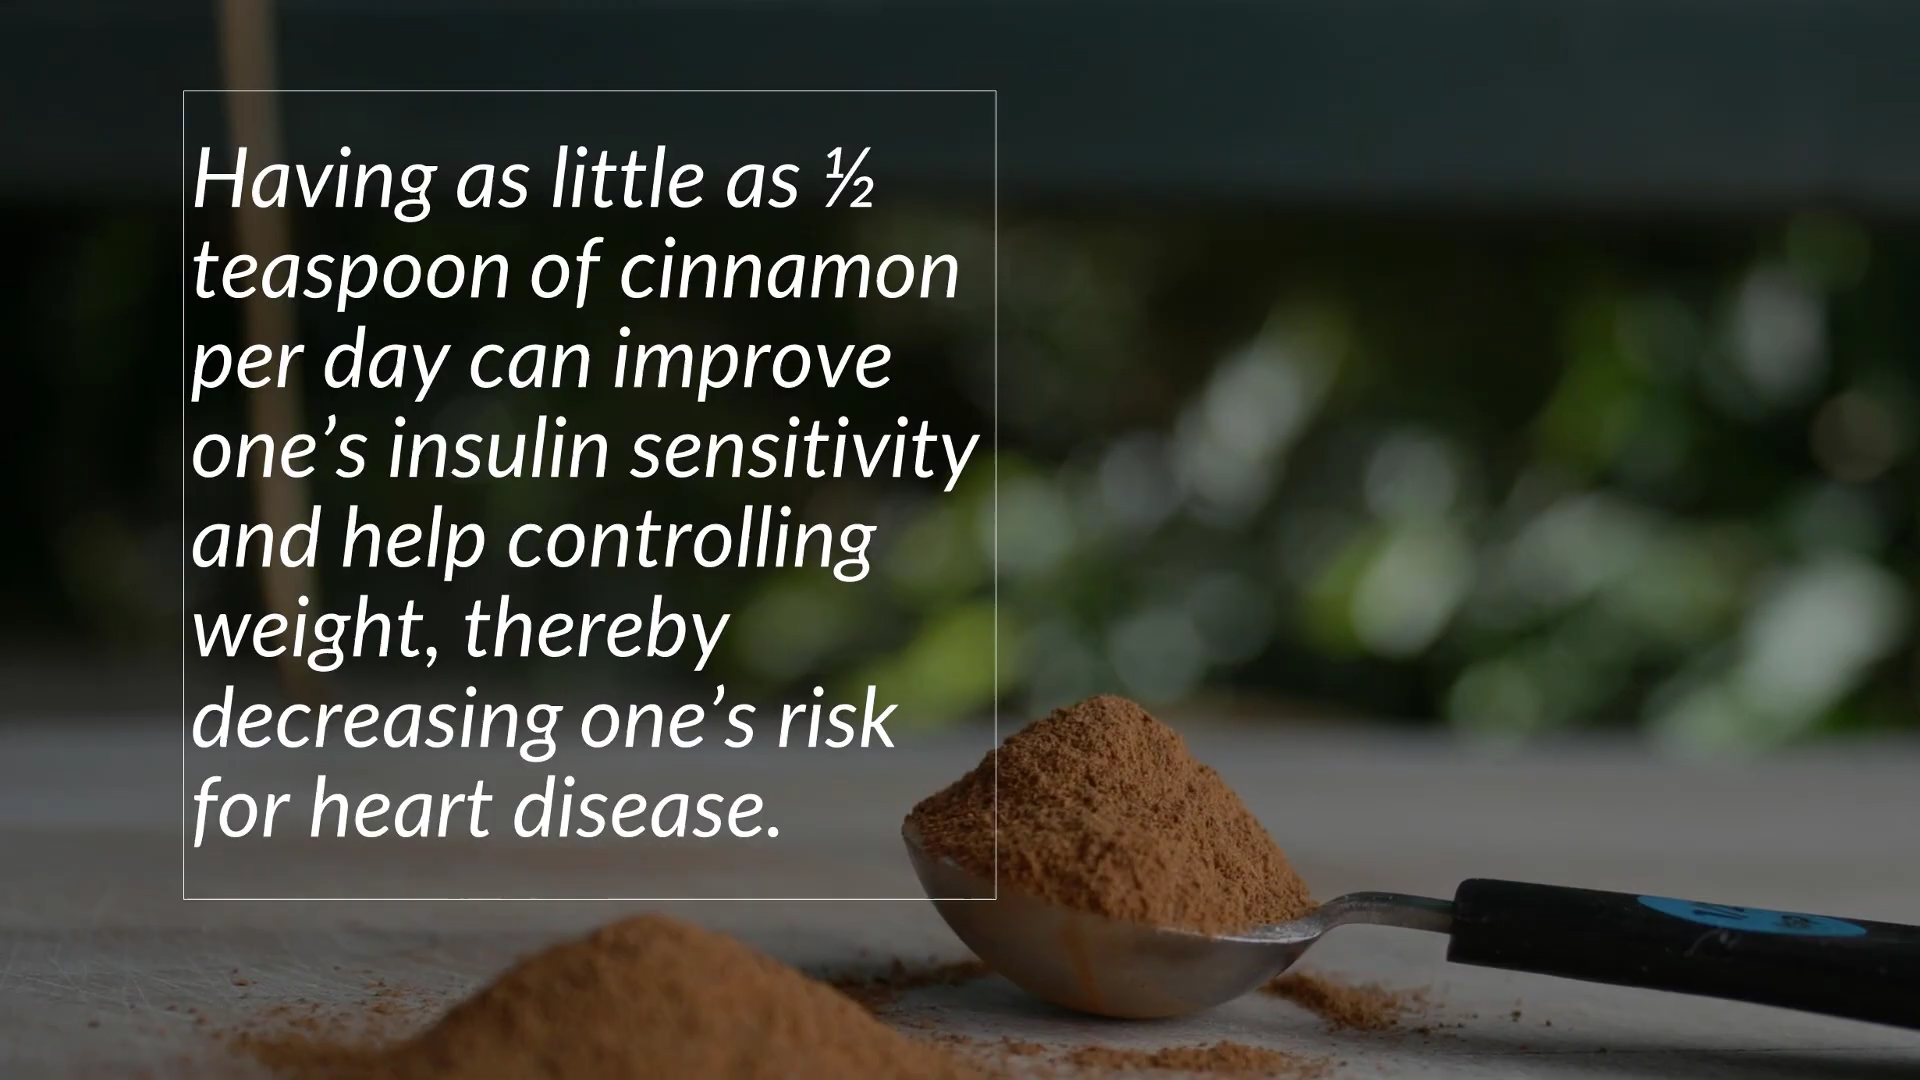 Having as little as ½
teaspoon of cinnamon
per day can improve
one’s insulin sensitivity
and help controlling
weight, thereby
decreasing one’s risk
for heart disease.